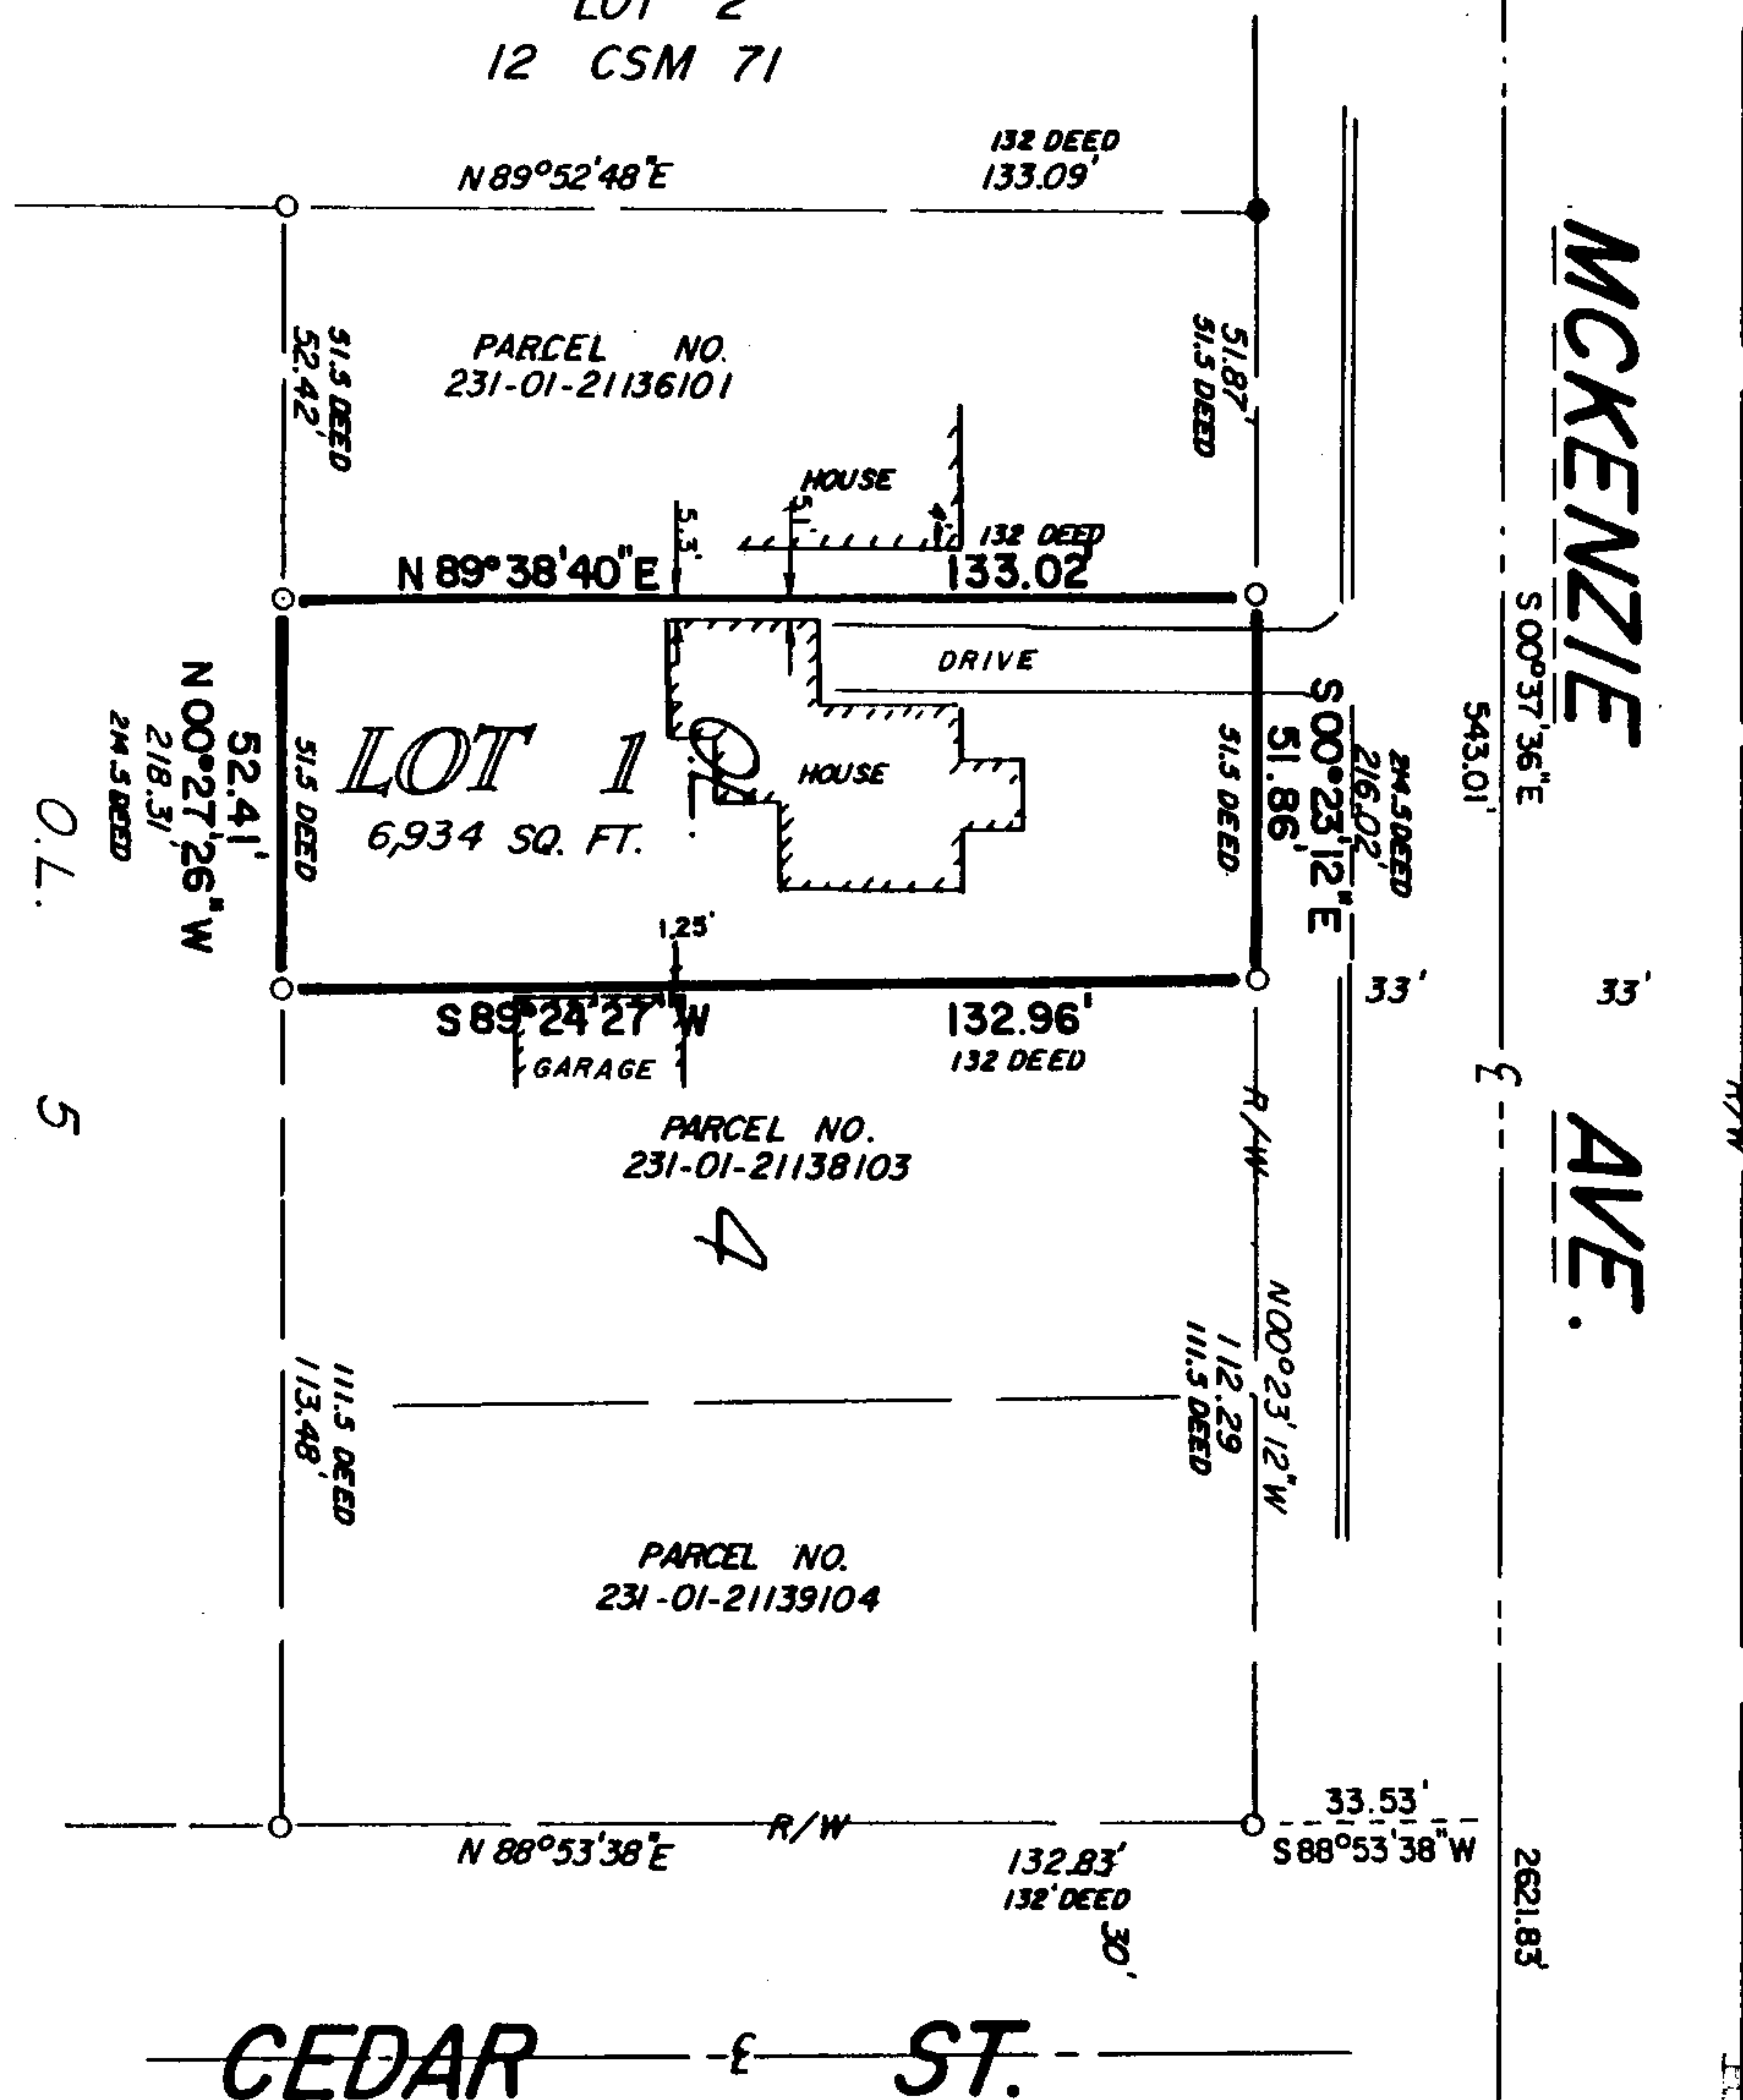 LOT 2
12 CSM 71
132 DEED
N 89°52'48"E 133.09'
MCKENZIE AVE.
PARCEL NO.
231-01-21136101
51.5 DEED
52.42'
51.87'
51.5 DEED
HOUSE
5.3'
5.1'
4'
132 DEED
N 89°38'40"E 133.02'
DRIVE
S 00°37'36"E
543.01'
LOT 1
6,934 SQ. FT.
HOUSE
O.L.
51.5 DEED
52.41'
N 00°27'26" W
218.31'
214.5 DEED
O.L. 5
51.5 DEED
51.86'
S 00°23'12" E
216.02'
214.5 DEED
1.25'
33' 33'
S 89°24'27" W 132.96'
132 DEED
GARAGE
R/W
R/W
PARCEL NO.
231-01-21138103
4
N00°23'12"W
112.29
111.5 DEED
111.5 DEED
113.48'
PARCEL NO.
231-01-21139104
R/W
N 88°53'38"E
132.83'
132' DEED
33.53'
S 88°53'38"W
2621.83'
30'
CEDAR ST.